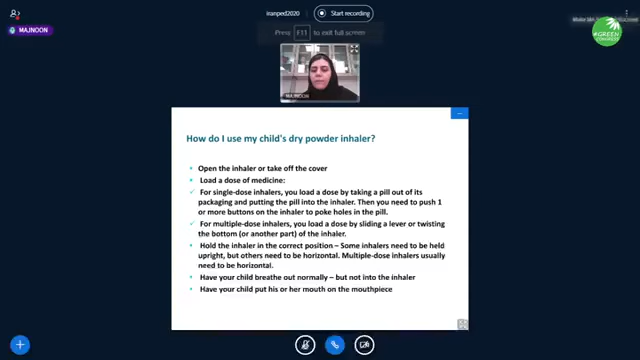 iranped2020
Start recording
Press F11 to exit full screen
MAJNOON
#GREEN
MAJNOON
How do I use my child's dry powder inhaler?
Open the inhaler or take off the cover
Load a dose of medicine:
For single-dose inhalers, you load a dose by taking a pill out of its
packaging and putting the pill into the inhaler. Then you need to push 1
or more buttons on the inhaler to poke holes in the pill.
For multiple-dose inhalers, you load a dose by sliding a lever or twisting
the bottom (or another part) of the inhaler.
Hold the inhaler in the correct position – Some inhalers need to be held
upright, but others need to be horizontal. Multiple-dose inhalers usually
need to be horizontal.
Have your child breathe out normally – but not into the inhaler
Have your child put his or her mouth on the mouthpiece